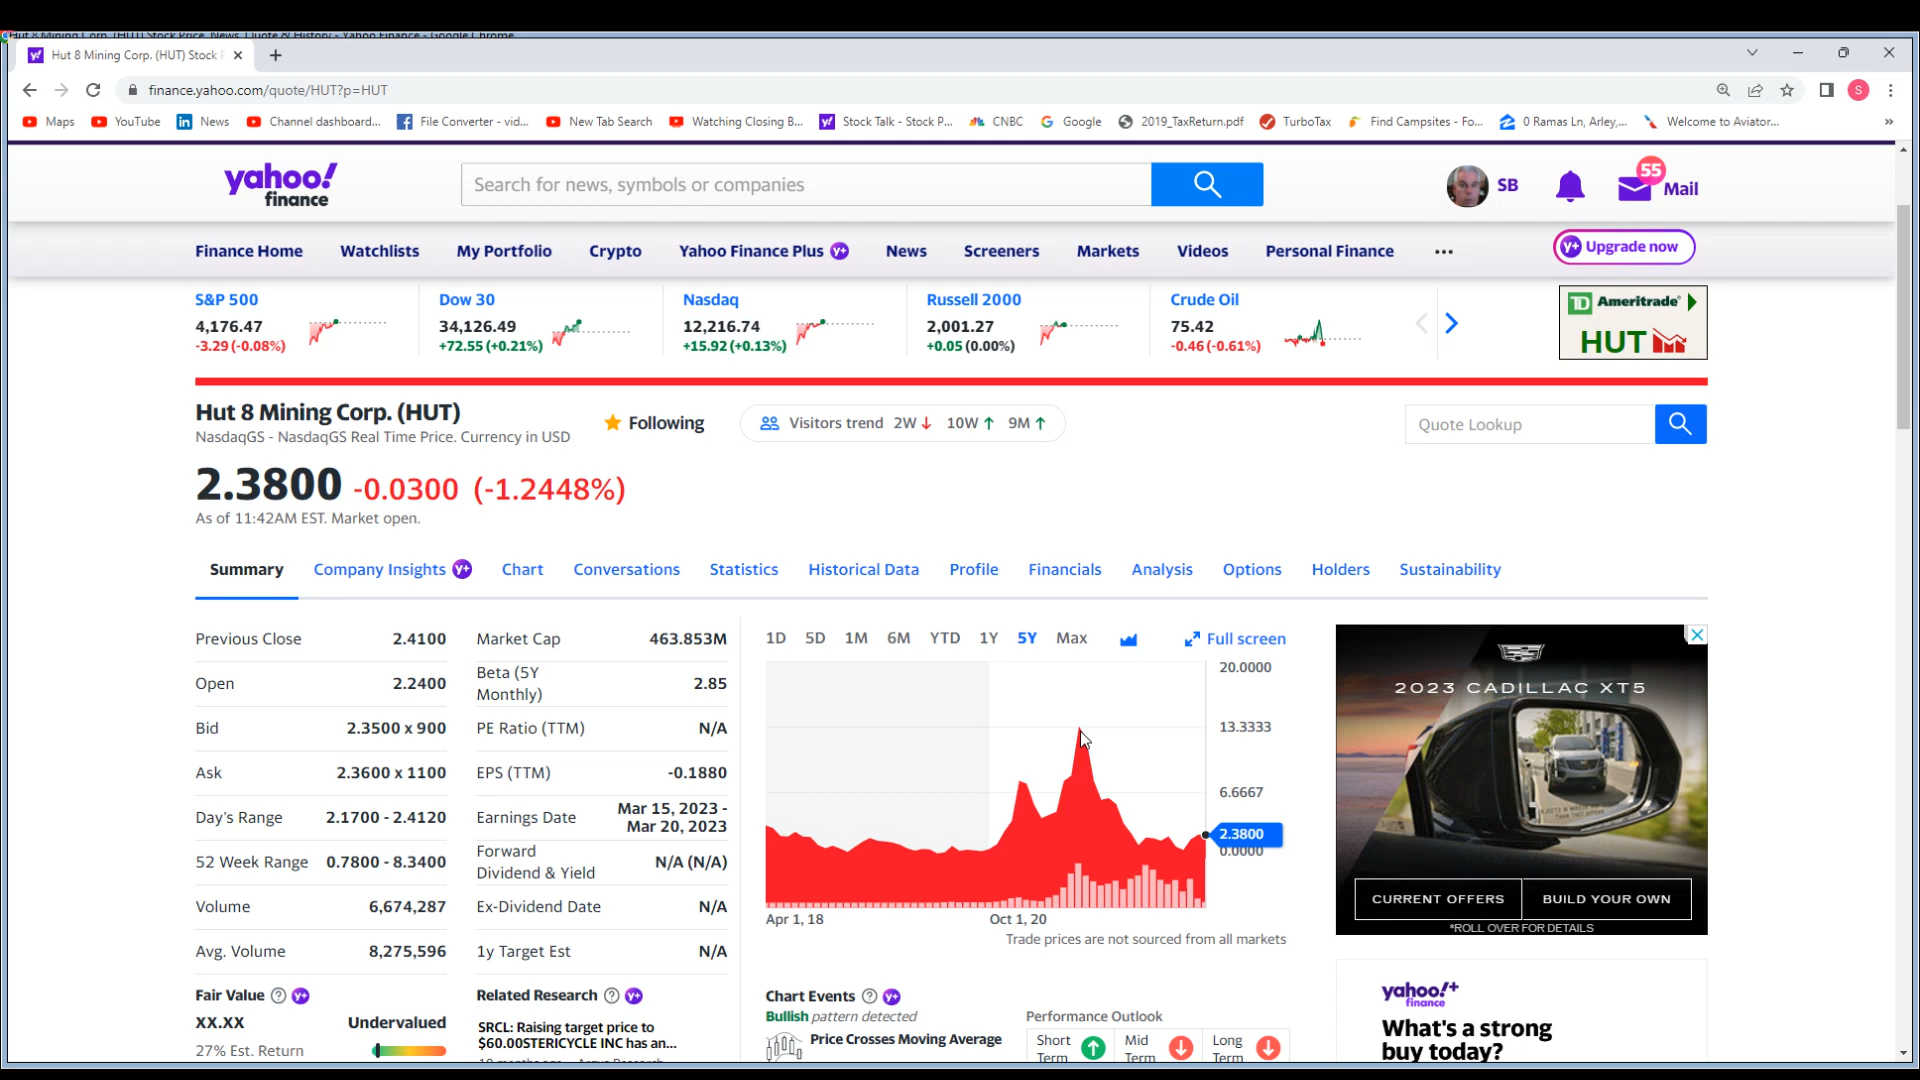 Hut 8 Mining Corp. (HUT) Stock Price, News, Quote & History - Yahoo Finance - Google Chrome
Hut 8 Mining Corp. (HUT) Stock
finance.yahoo.com/quote/HUT?p=HUT
Maps YouTube News Channel dashboard... File Converter - vid... New Tab Search Watching Closing B... Stock Talk - Stock P... CNBC Google 2019_TaxReturn.pdf TurboTax Find Campsites - Fo... 0 Ramas Ln, Arley,... Welcome to Aviator... »
yahoo!
finance
Search for news, symbols or companies
SB
55
Mail
Finance Home Watchlists My Portfolio Crypto Yahoo Finance Plus y+ News Screeners Markets Videos Personal Finance ... y+ Upgrade now
S&P 500 Dow 30 Nasdaq Russell 2000 Crude Oil
4,176.47 34,126.49 12,216.74 2,001.27 75.42
-3.29 (-0.08%) +72.55 (+0.21%) +15.92 (+0.13%) +0.05 (0.00%) -0.46 (-0.61%)
TD Ameritrade
HUT
Hut 8 Mining Corp. (HUT)
NasdaqGS - NasdaqGS Real Time Price. Currency in USD
Following
Visitors trend 2W↓ 10W↑ 9M↑
Quote Lookup
2.3800 -0.0300 (-1.2448%)
As of 11:42AM EST. Market open.
Summary Company Insights y+ Chart Conversations Statistics Historical Data Profile Financials Analysis Options Holders Sustainability
Previous Close 2.4100
Open 2.2400
Bid 2.3500 x 900
Ask 2.3600 x 1100
Day's Range 2.1700 - 2.4120
52 Week Range 0.7800 - 8.3400
Volume 6,674,287
Avg. Volume 8,275,596
Market Cap 463.853M
Beta (5Y
Monthly) 2.85
PE Ratio (TTM) N/A
EPS (TTM) -0.1880
Earnings Date Mar 15, 2023 -
Mar 20, 2023
Forward
Dividend & Yield N/A (N/A)
Ex-Dividend Date N/A
1y Target Est N/A
Fair Value ? y+
XX.XX Undervalued
27% Est. Return
Related Research ? y+
SRCL: Raising target price to
$60.00STERICYCLE INC has an...
1D 5D 1M 6M YTD 1Y 5Y Max Full screen
20.0000
13.3333
6.6667
2.3800
0.0000
Apr 1, 18 Oct 1, 20
Trade prices are not sourced from all markets
Chart Events ? y+
Bullish pattern detected
Price Crosses Moving Average
Performance Outlook
Short
Term
Mid
Term
Long
Term
2023 CADILLAC XT5
CURRENT OFFERS BUILD YOUR OWN
*ROLL OVER FOR DETAILS
yahoo!+
finance
What's a strong
buy today?